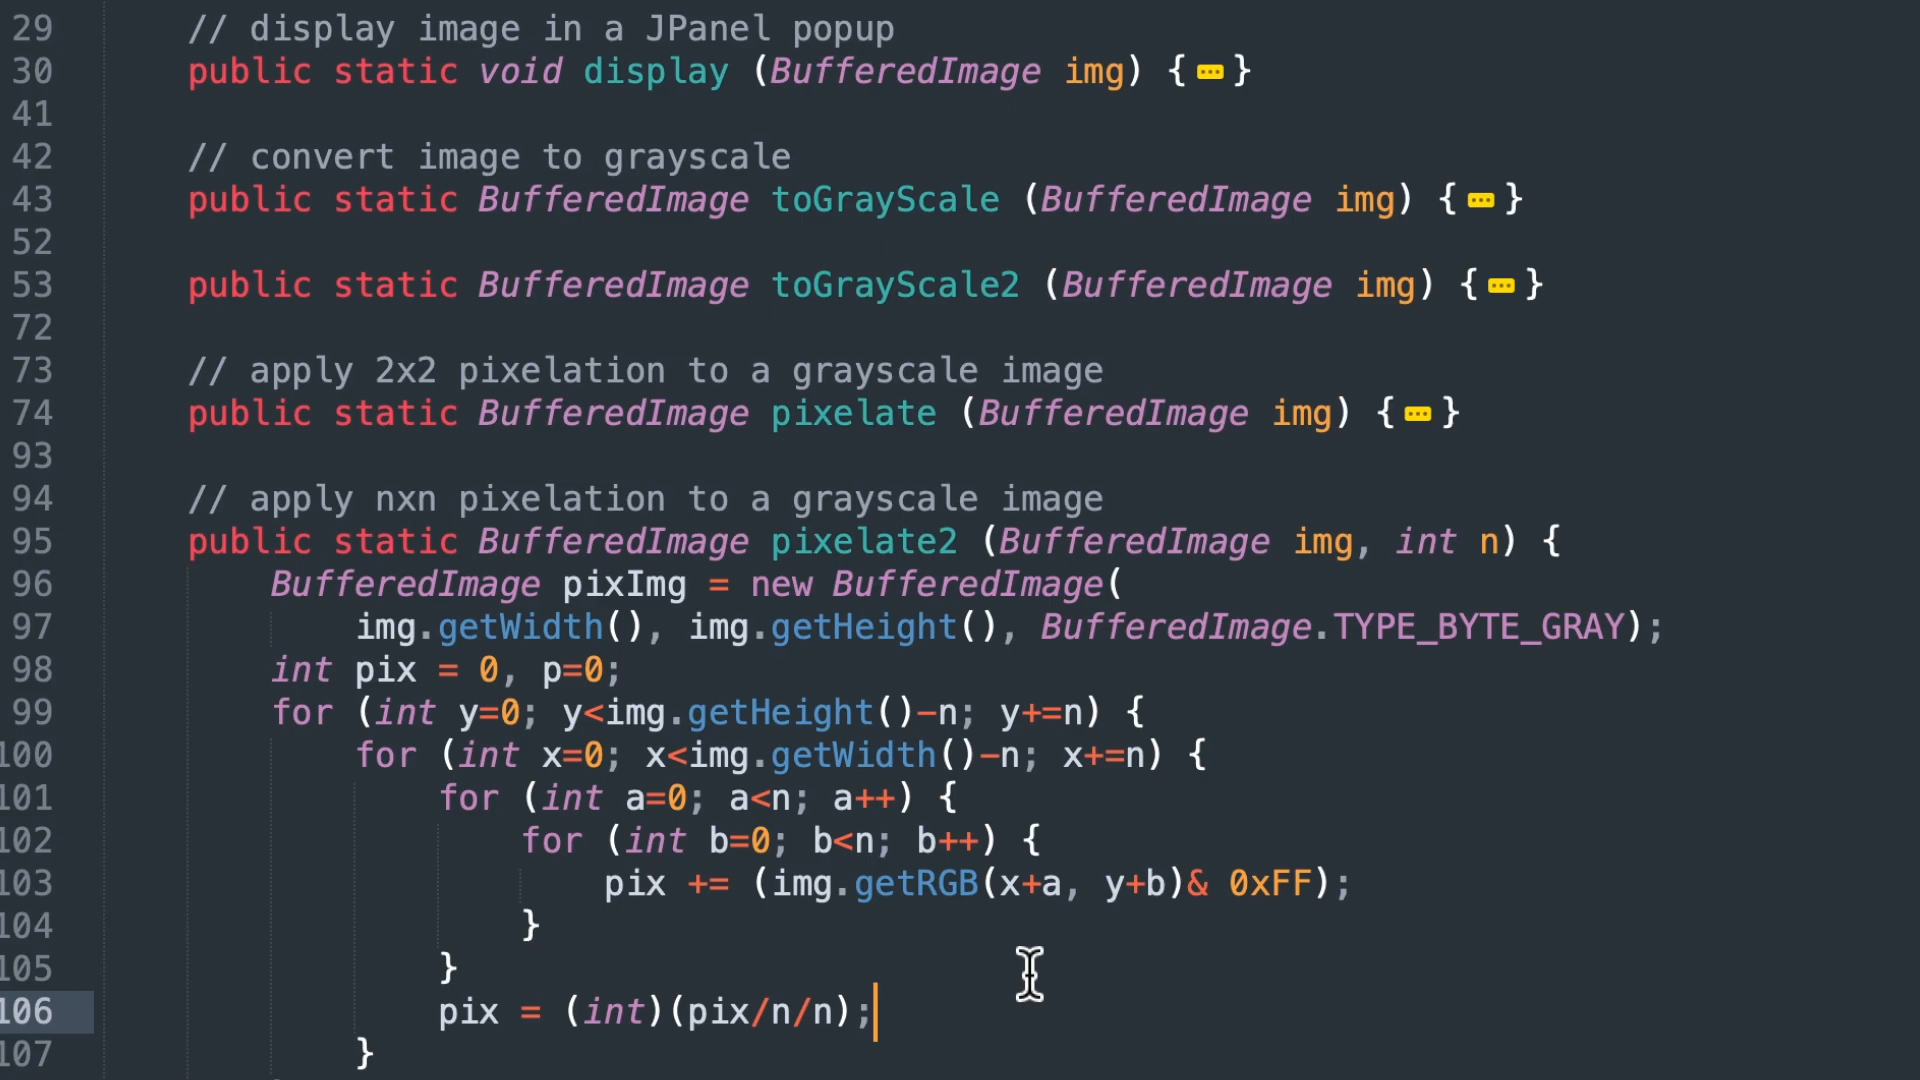 29 // display image in a JPanel popup
30 public static void display (BufferedImage img) {…}
41
42 // convert image to grayscale
43 public static BufferedImage toGrayScale (BufferedImage img) {…}
52
53 public static BufferedImage toGrayScale2 (BufferedImage img) {…}
72
73 // apply 2x2 pixelation to a grayscale image
74 public static BufferedImage pixelate (BufferedImage img) {…}
93
94 // apply nxn pixelation to a grayscale image
95 public static BufferedImage pixelate2 (BufferedImage img, int n) {
96 BufferedImage pixImg = new BufferedImage(
97 img.getWidth(), img.getHeight(), BufferedImage.TYPE_BYTE_GRAY);
98 int pix = 0, p=0;
99 for (int y=0; y<img.getHeight()-n; y+=n) {
100 for (int x=0; x<img.getWidth()-n; x+=n) {
101 for (int a=0; a<n; a++) {
102 for (int b=0; b<n; b++) {
103 pix += (img.getRGB(x+a, y+b)& 0xFF);
104 }
105 }
106 pix = (int)(pix/n/n);
107 }